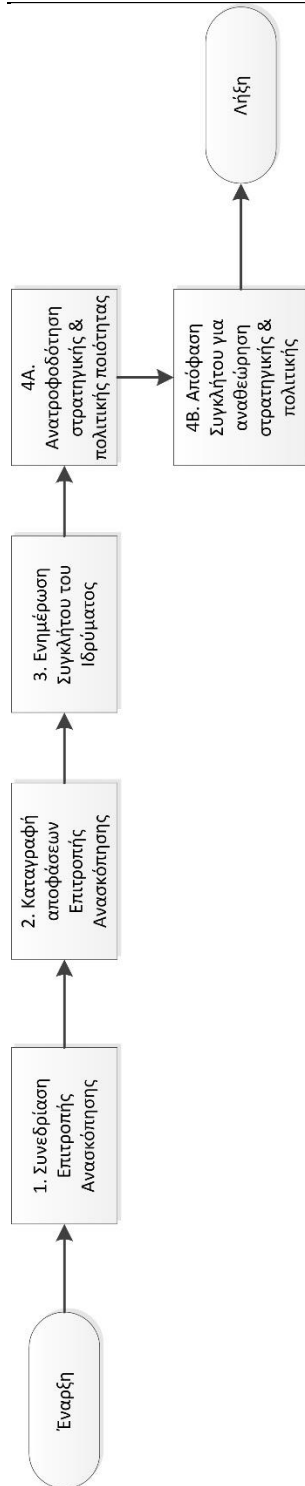 Έναρξη
1. Συνεδρίαση
Επιτροπής
Ανασκόπησης
2. Καταγραφή
αποφάσεων
Επιτροπής
Ανασκόπησης
3. Ενημέρωση
Συγκλήτου του
Ιδρύματος
4Α.
Ανατροφοδότηση
στρατηγικής &
πολιτικής ποιότητας
4Β. Απόφαση
Συγκλήτου για
αναθεώρηση
στρατηγικής &
πολιτικής
Λήξη